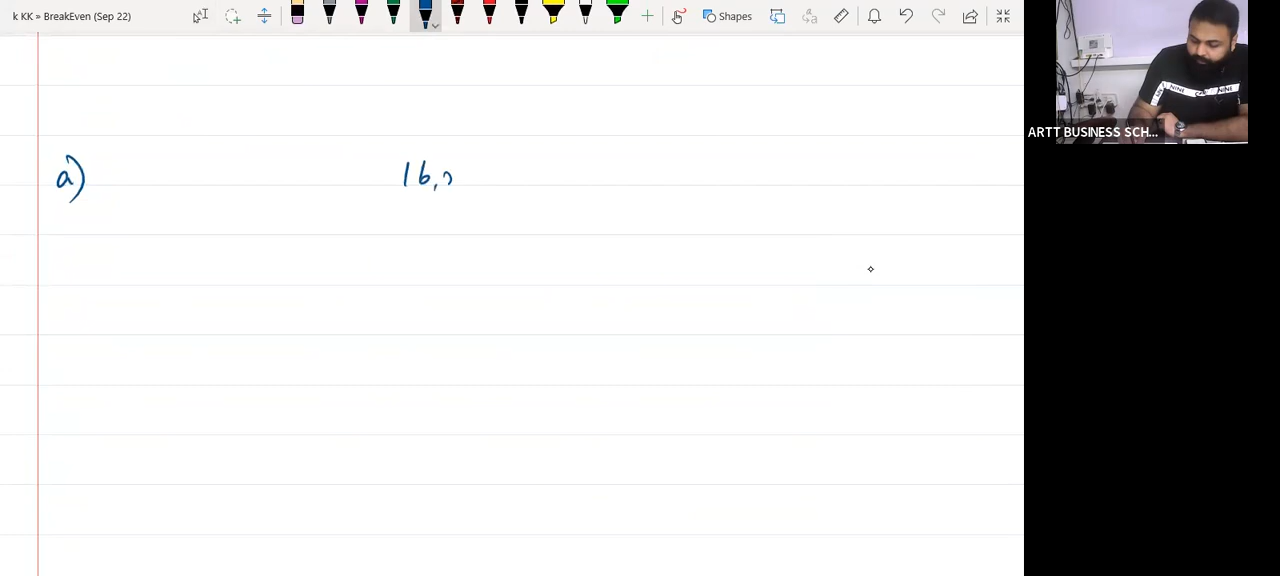 k KK » BreakEven (Sep 22)
Shapes
ARTT BUSINESS SCH...
a)
16,